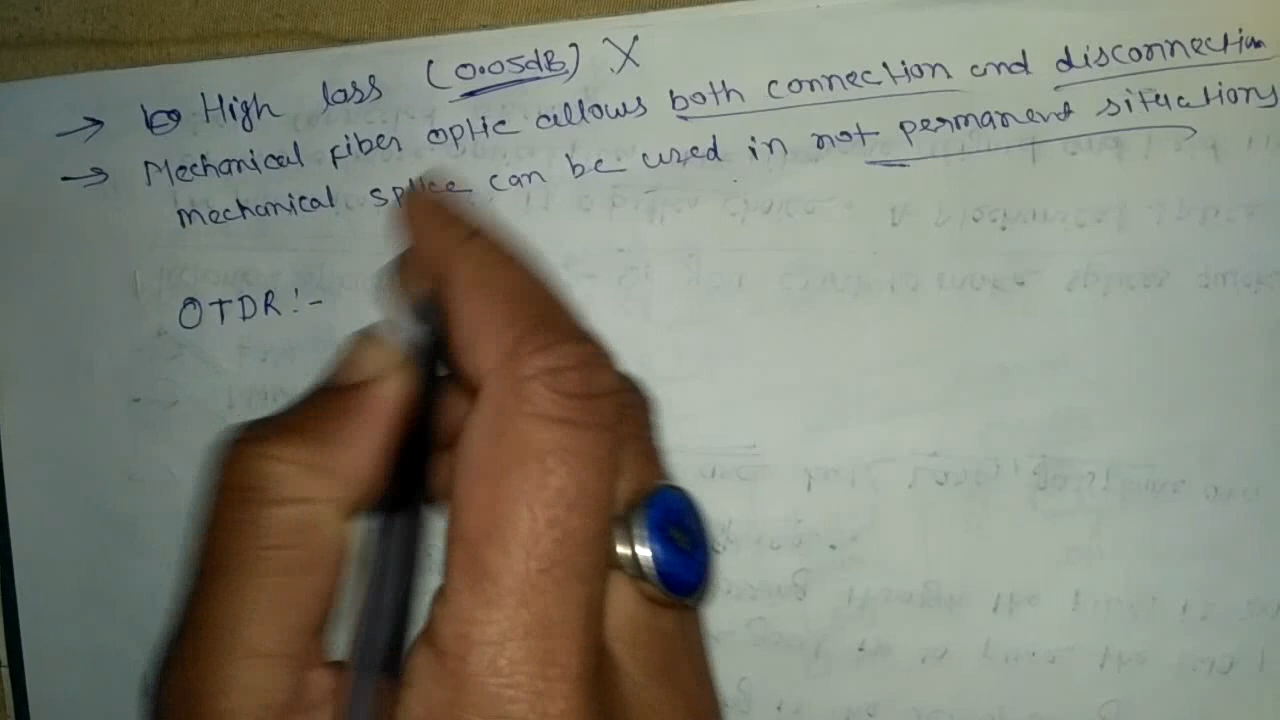 → High loss (0.05dB) X
→ Mechanical fiber optic allows both connection and disconnection
mechanical splice can be used in not permanent situations
OTDR:-